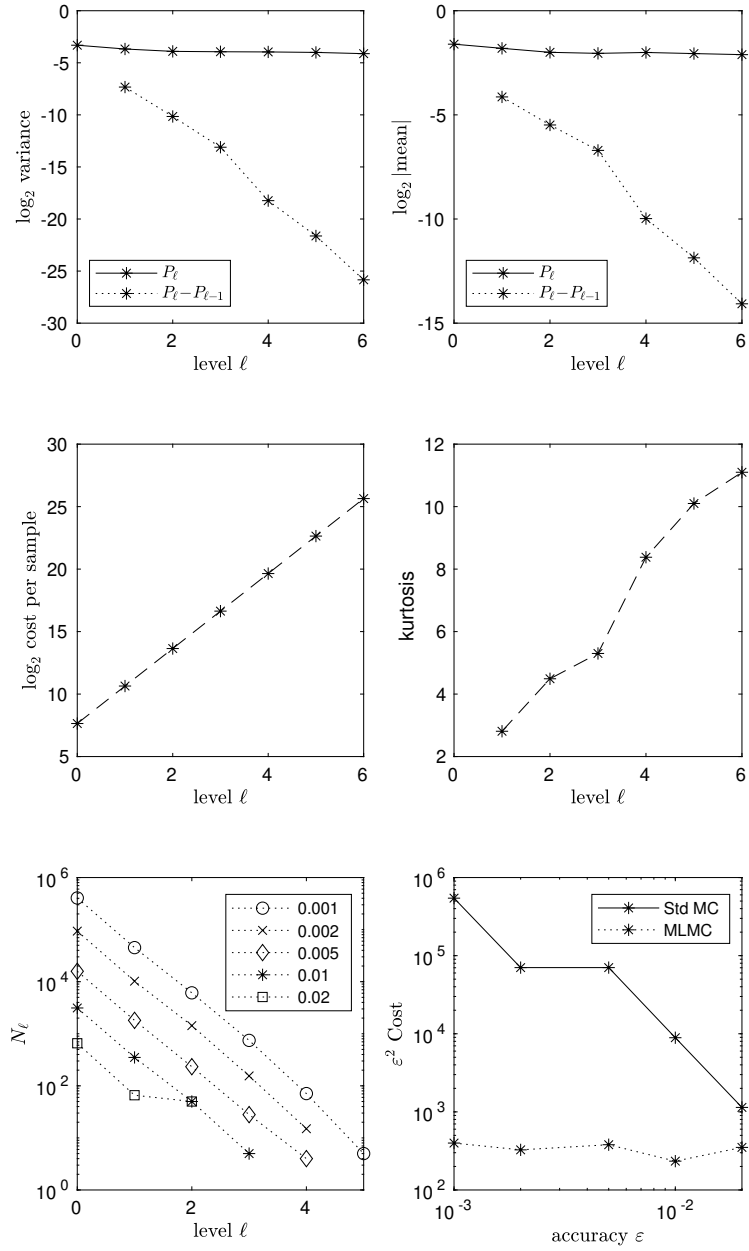 0
-5
-10
-15
-20
-25
-30
log₂ variance
P_ℓ
P_ℓ−P_{ℓ−1}
0 2 4 6
level ℓ
0
-5
-10
-15
log₂ |mean|
P_ℓ
P_ℓ−P_{ℓ−1}
0 2 4 6
level ℓ
30
25
20
15
10
5
log₂ cost per sample
0 2 4 6
level ℓ
12
10
8
6
4
2
kurtosis
0 2 4 6
level ℓ
10⁶
10⁴
10²
10⁰
N_ℓ
0.001
0.002
0.005
0.01
0.02
0 2 4
level ℓ
10⁶
10⁵
10⁴
10³
10²
ε² Cost
Std MC
MLMC
10⁻³ 10⁻²
accuracy ε